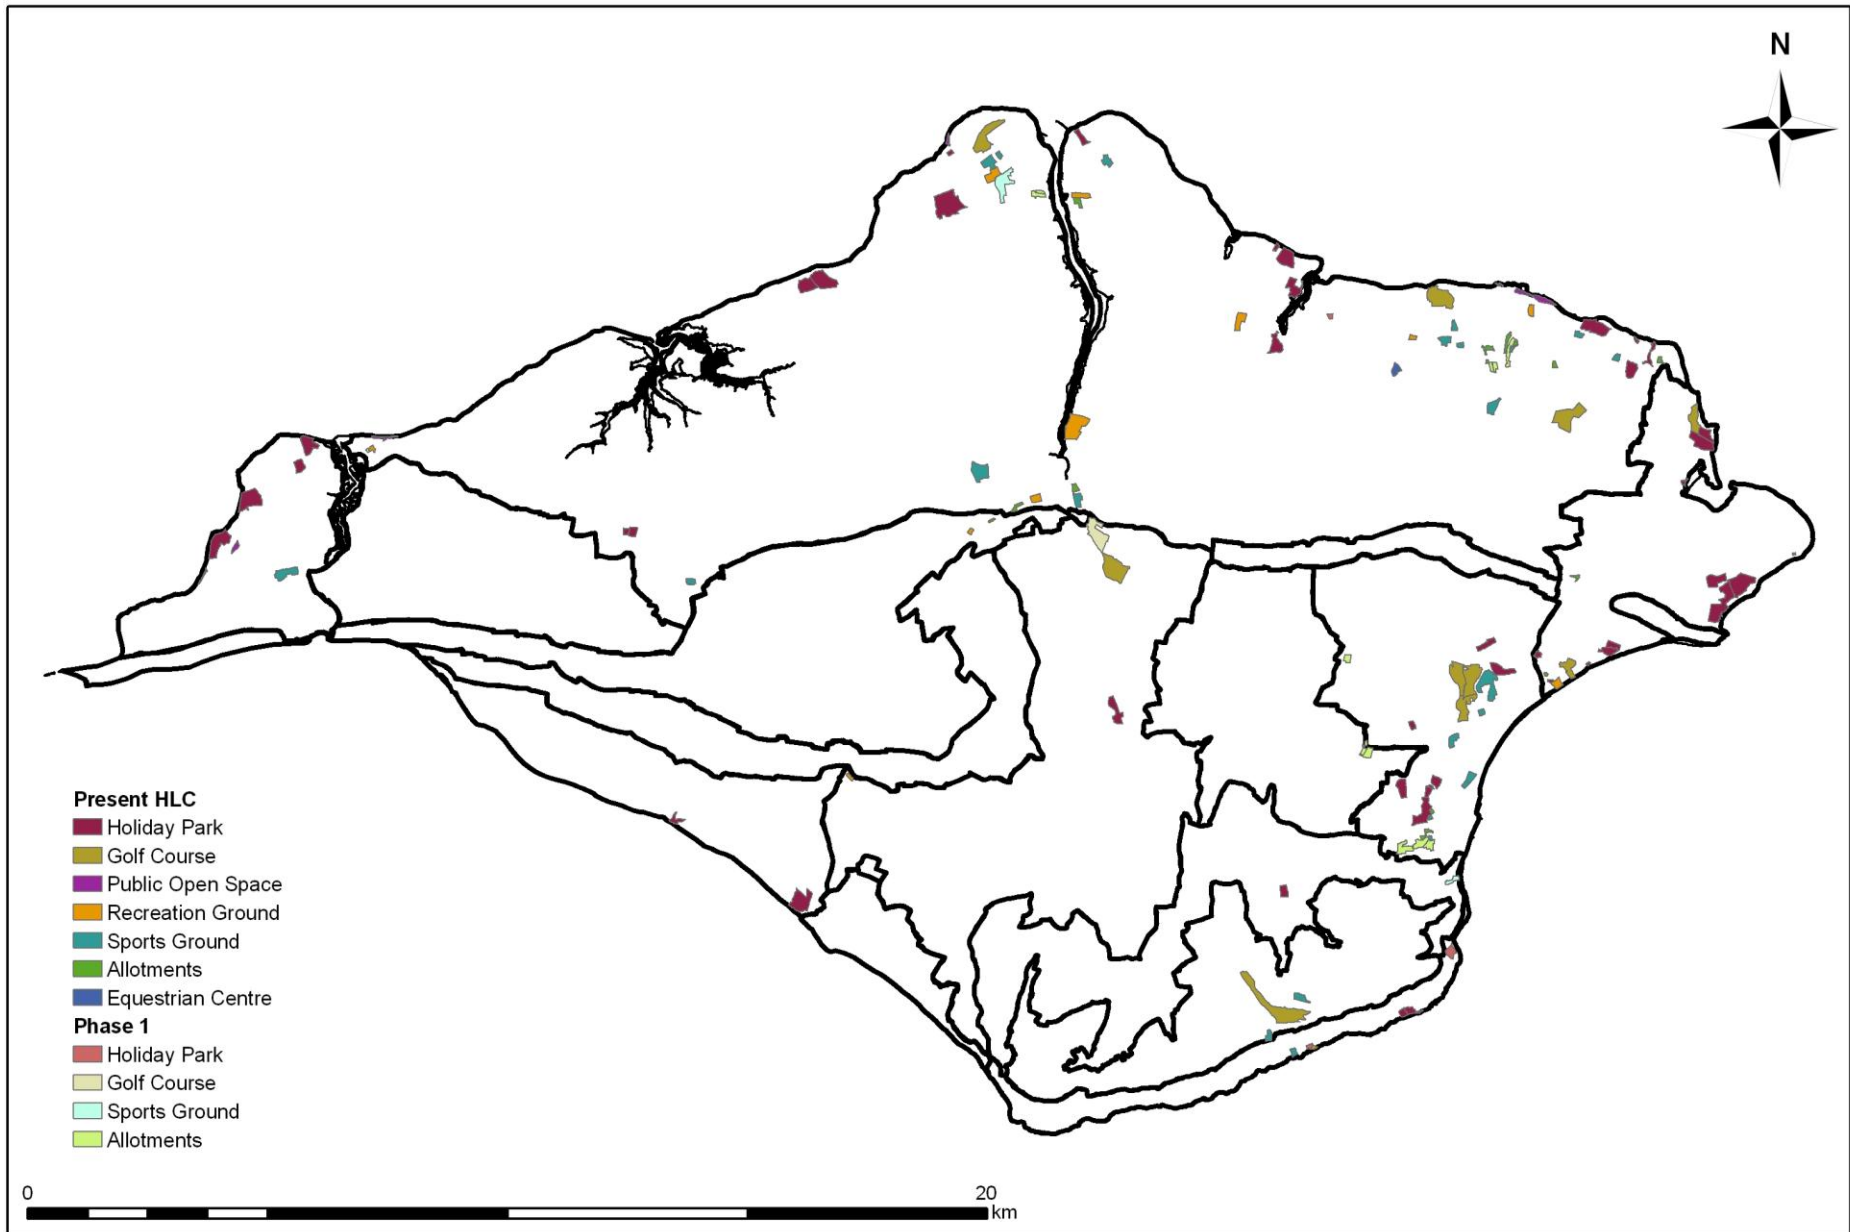 N
Present HLC
Holiday Park
Golf Course
Public Open Space
Recreation Ground
Sports Ground
Allotments
Equestrian Centre
Phase 1
Holiday Park
Golf Course
Sports Ground
Allotments
0 20
km